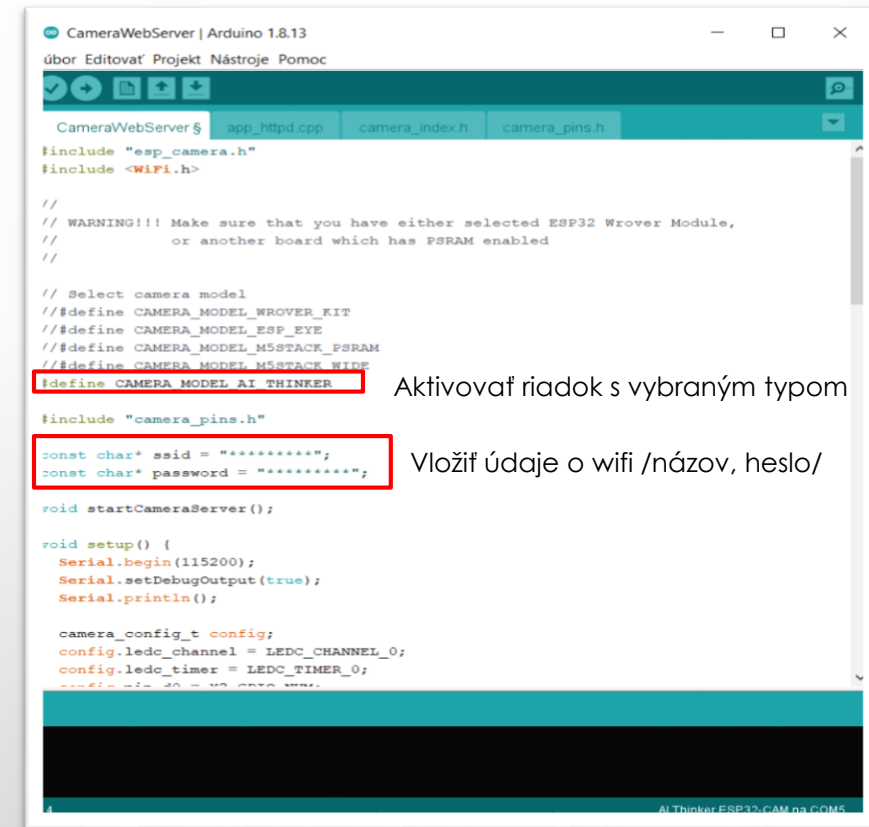 CameraWebServer | Arduino 1.8.13
úbor Editovať Projekt Nástroje Pomoc
CameraWebServer § app_httpd.cpp camera_index.h camera_pins.h
#include "esp_camera.h"
#include <WiFi.h>
//
// WARNING!!! Make sure that you have either selected ESP32 Wrover Module,
// or another board which has PSRAM enabled
//
// Select camera model
//#define CAMERA_MODEL_WROVER_KIT
//#define CAMERA_MODEL_ESP_EYE
//#define CAMERA_MODEL_M5STACK_PSRAM
//#define CAMERA_MODEL_M5STACK_WIDE
#define CAMERA_MODEL_AI_THINKER
Aktivovať riadok s vybraným typom
#include "camera_pins.h"
const char* ssid = "*********";
const char* password = "*********";
Vložiť údaje o wifi /názov, heslo/
void startCameraServer();
void setup() {
Serial.begin(115200);
Serial.setDebugOutput(true);
Serial.println();
camera_config_t config;
config.ledc_channel = LEDC_CHANNEL_0;
config.ledc_timer = LEDC_TIMER_0;
config.pin_d0 = Y2_GPIO_NUM;
4 AI Thinker ESP32-CAM na COM5